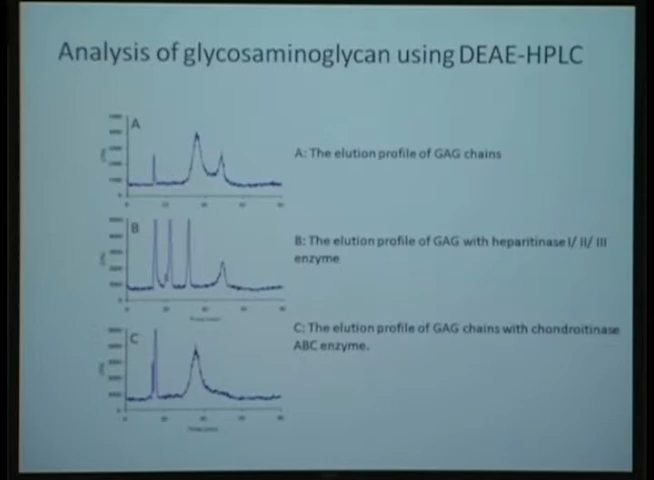 Analysis of glycosaminoglycan using DEAE-HPLC
A
A: The elution profile of GAG chains
B
B: The elution profile of GAG with heparitinase I/ II/ III
enzyme
C
C: The elution profile of GAG chains with chondroitinase
ABC enzyme.